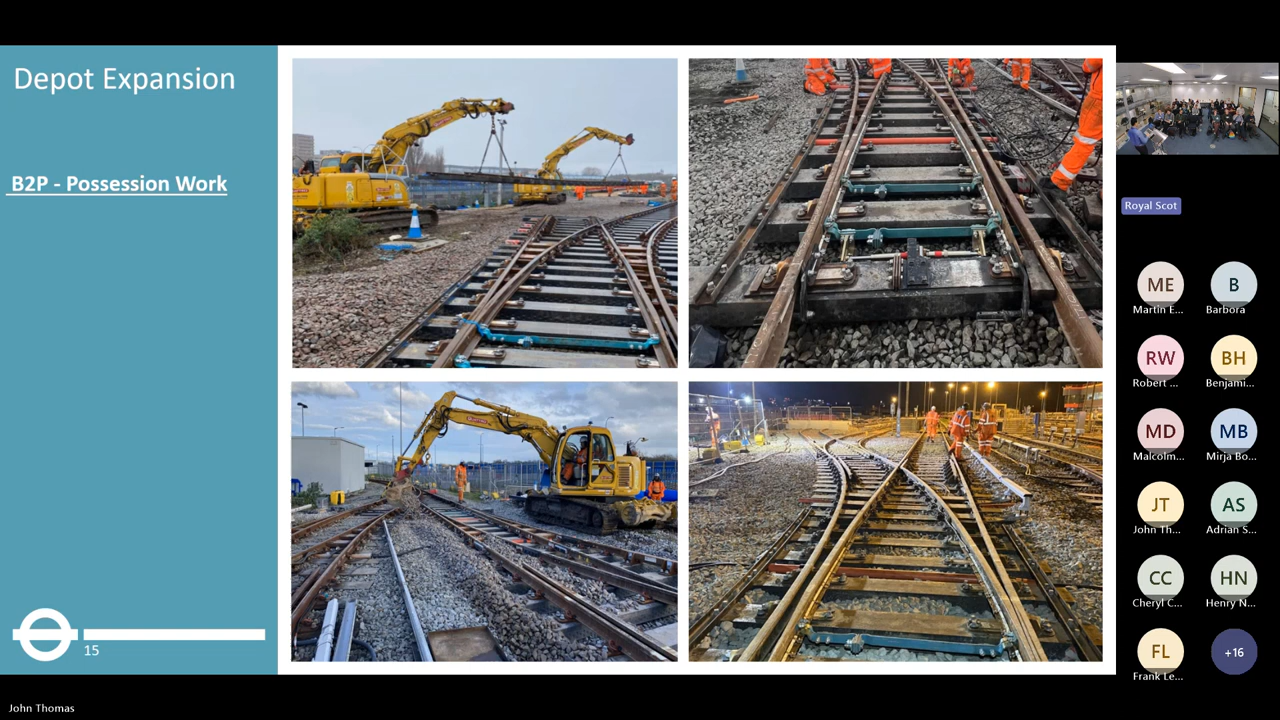 Depot Expansion
B2P - Possession Work
15
Royal Scot
ME
Martin E...
B
Barbora
RW
Robert ...
BH
Benjami...
MD
Malcolm...
MB
Mirja Bo...
JT
John Th...
AS
Adrian S...
CC
Cheryl C...
HN
Henry N...
FL
Frank Le...
+16
John Thomas